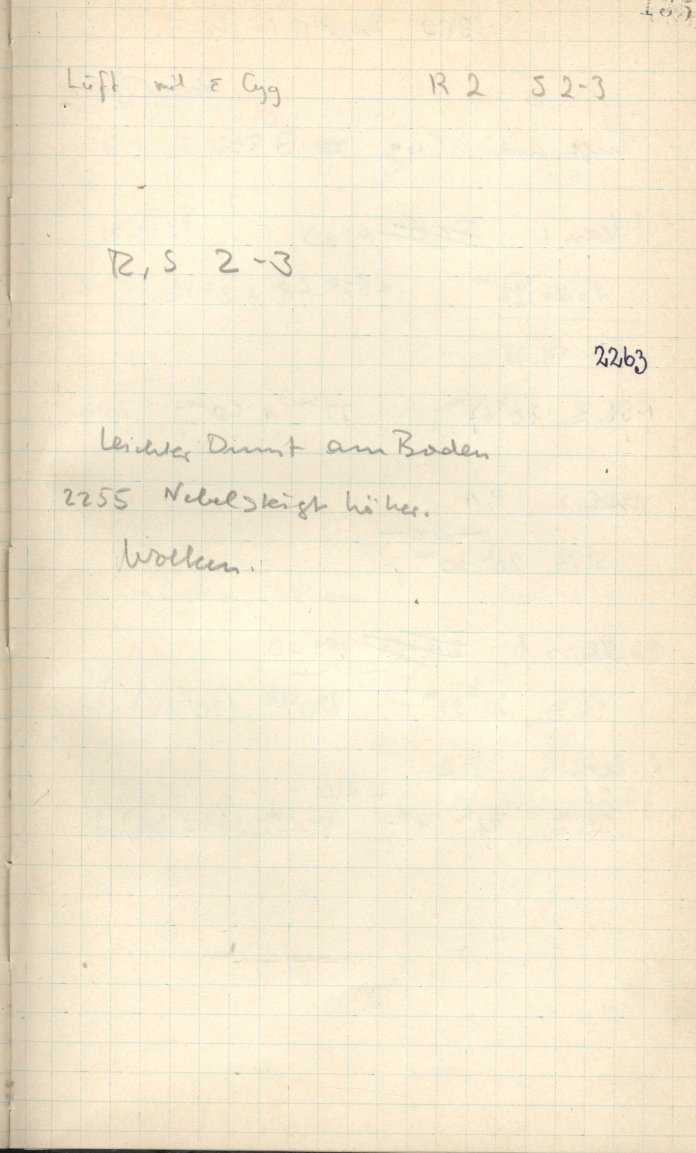 Luft mit ε Cyg R 2 S 2-3
R, S 2-3
2263
Leichter Dunst am Boden
2255 Nebel steigt höher.
Wolken.